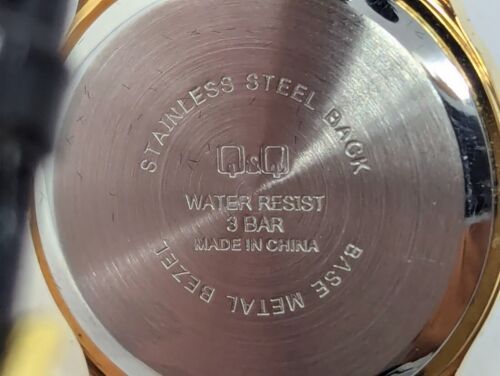 STAINLESS STEEL BACK
Q&Q
WATER RESIST
3 BAR
MADE IN CHINA
BASE METAL BEZEL